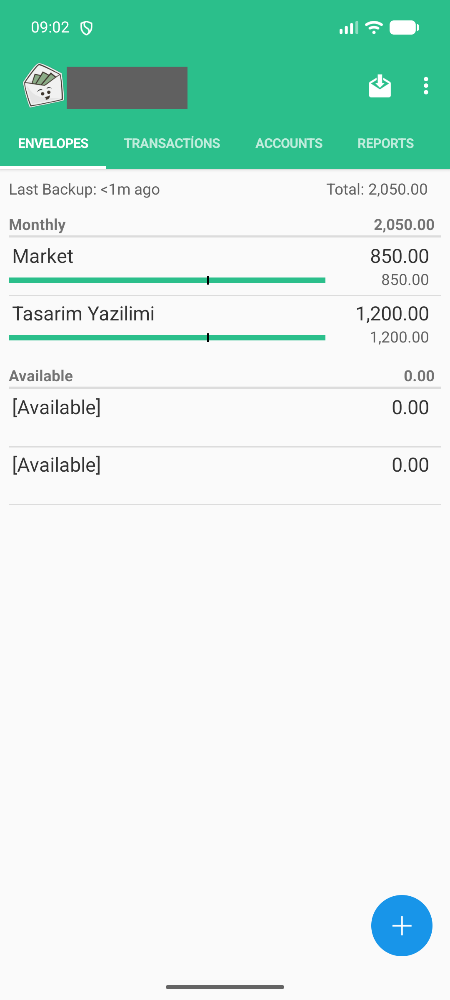 09:02
ENVELOPES TRANSACTİONS ACCOUNTS REPORTS
Last Backup: <1m ago Total: 2,050.00
Monthly 2,050.00
Market 850.00
850.00
Tasarim Yazilimi 1,200.00
1,200.00
Available 0.00
[Available] 0.00
[Available] 0.00